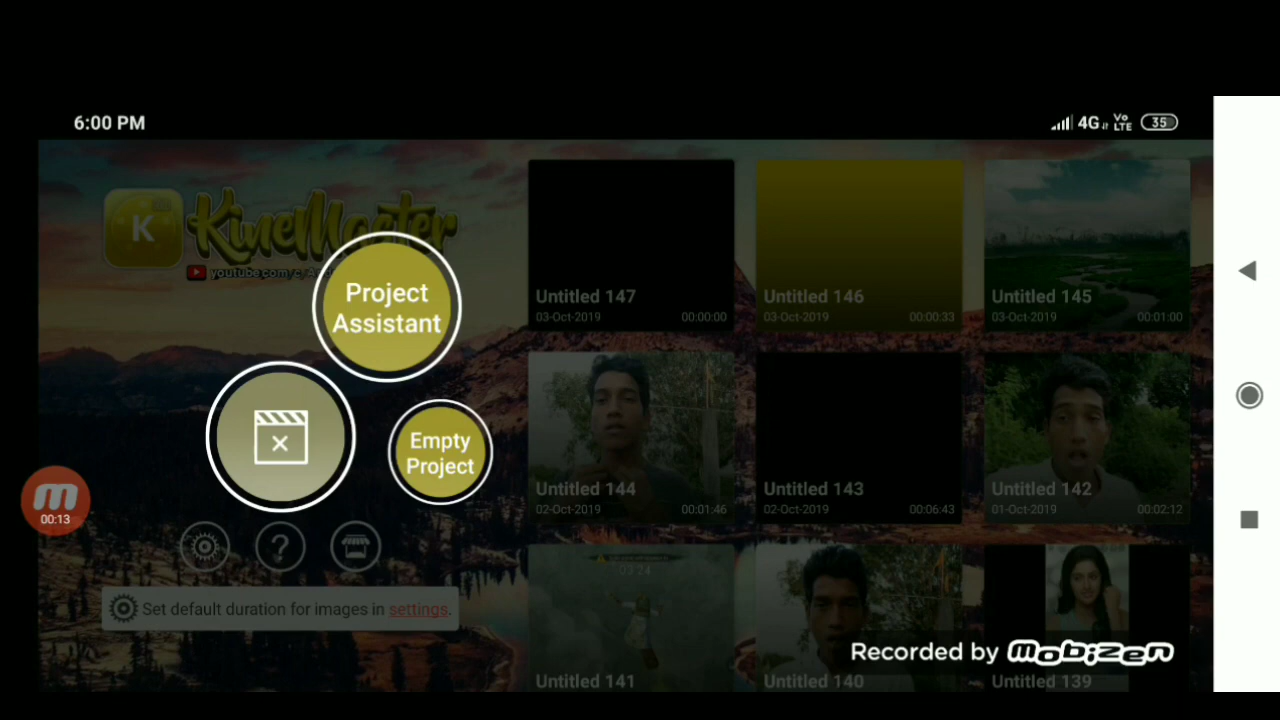 6:00 PM
4G
Vo
LTE
35
K
KineMaster
Project
Assistant
Empty
Project
00:13
?
Set default duration for images in settings.
Untitled 147
03-Oct-2019
00:00:00
Untitled 146
03-Oct-2019
00:00:33
Untitled 145
03-Oct-2019
00:01:00
Untitled 144
02-Oct-2019
00:01:46
Untitled 143
02-Oct-2019
00:06:43
Untitled 142
01-Oct-2019
00:02:12
03:24
Untitled 141
Untitled 140
Untitled 139
Recorded by mobizen